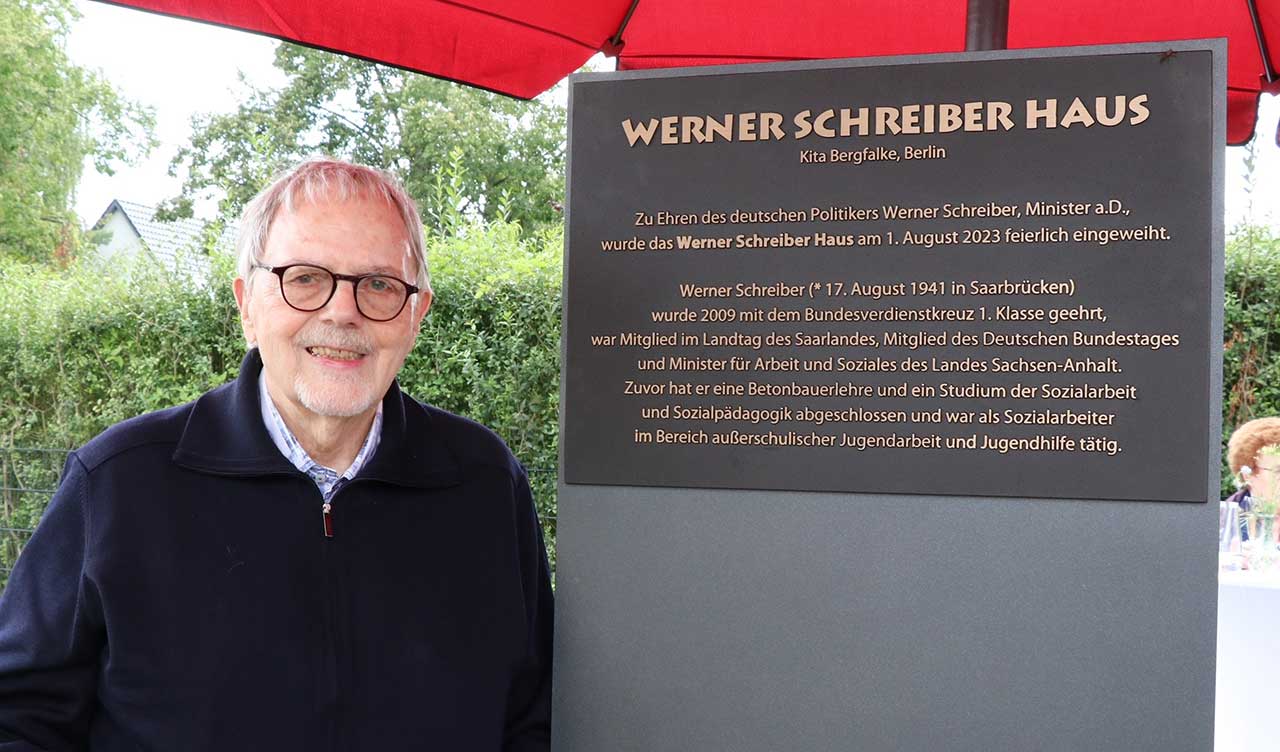 WERNER SCHREIBER HAUS
Kita Bergfalke, Berlin
Zu Ehren des deutschen Politikers Werner Schreiber, Minister a.D.,
wurde das Werner Schreiber Haus am 1. August 2023 feierlich eingeweiht.
Werner Schreiber (* 17. August 1941 in Saarbrücken)
wurde 2009 mit dem Bundesverdienstkreuz 1. Klasse geehrt,
war Mitglied im Landtag des Saarlandes, Mitglied des Deutschen Bundestages
und Minister für Arbeit und Soziales des Landes Sachsen-Anhalt.
Zuvor hat er eine Betonbauerlehre und ein Studium der Sozialarbeit
und Sozialpädagogik abgeschlossen und war als Sozialarbeiter
im Bereich außerschulischer Jugendarbeit und Jugendhilfe tätig.